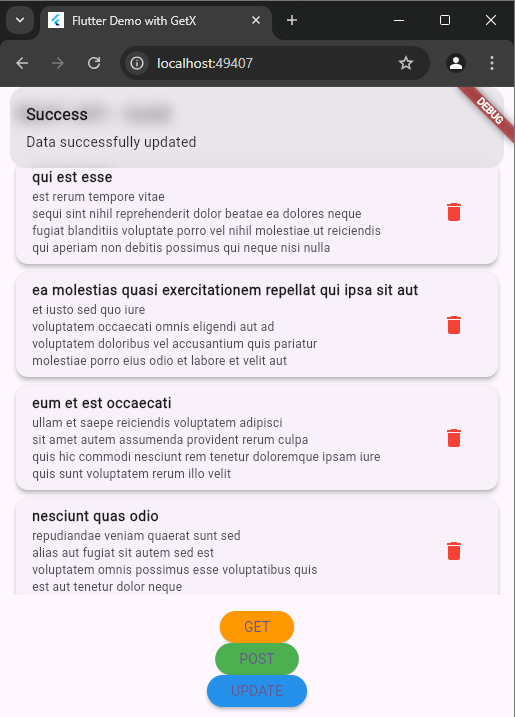 Flutter Demo with GetX
localhost:49407
DEBUG
Success
Data successfully updated
qui est esse
est rerum tempore vitae
sequi sint nihil reprehenderit dolor beatae ea dolores neque
fugiat blanditiis voluptate porro vel nihil molestiae ut reiciendis
qui aperiam non debitis possimus qui neque nisi nulla
ea molestias quasi exercitationem repellat qui ipsa sit aut
et iusto sed quo iure
voluptatem occaecati omnis eligendi aut ad
voluptatem doloribus vel accusantium quis pariatur
molestiae porro eius odio et labore et velit aut
eum et est occaecati
ullam et saepe reiciendis voluptatem adipisci
sit amet autem assumenda provident rerum culpa
quis hic commodi nesciunt rem tenetur doloremque ipsam iure
quis sunt voluptatem rerum illo velit
nesciunt quas odio
repudiandae veniam quaerat sunt sed
alias aut fugiat sit autem sed est
voluptatem omnis possimus esse voluptatibus quis
est aut tenetur dolor neque
GET
POST
UPDATE